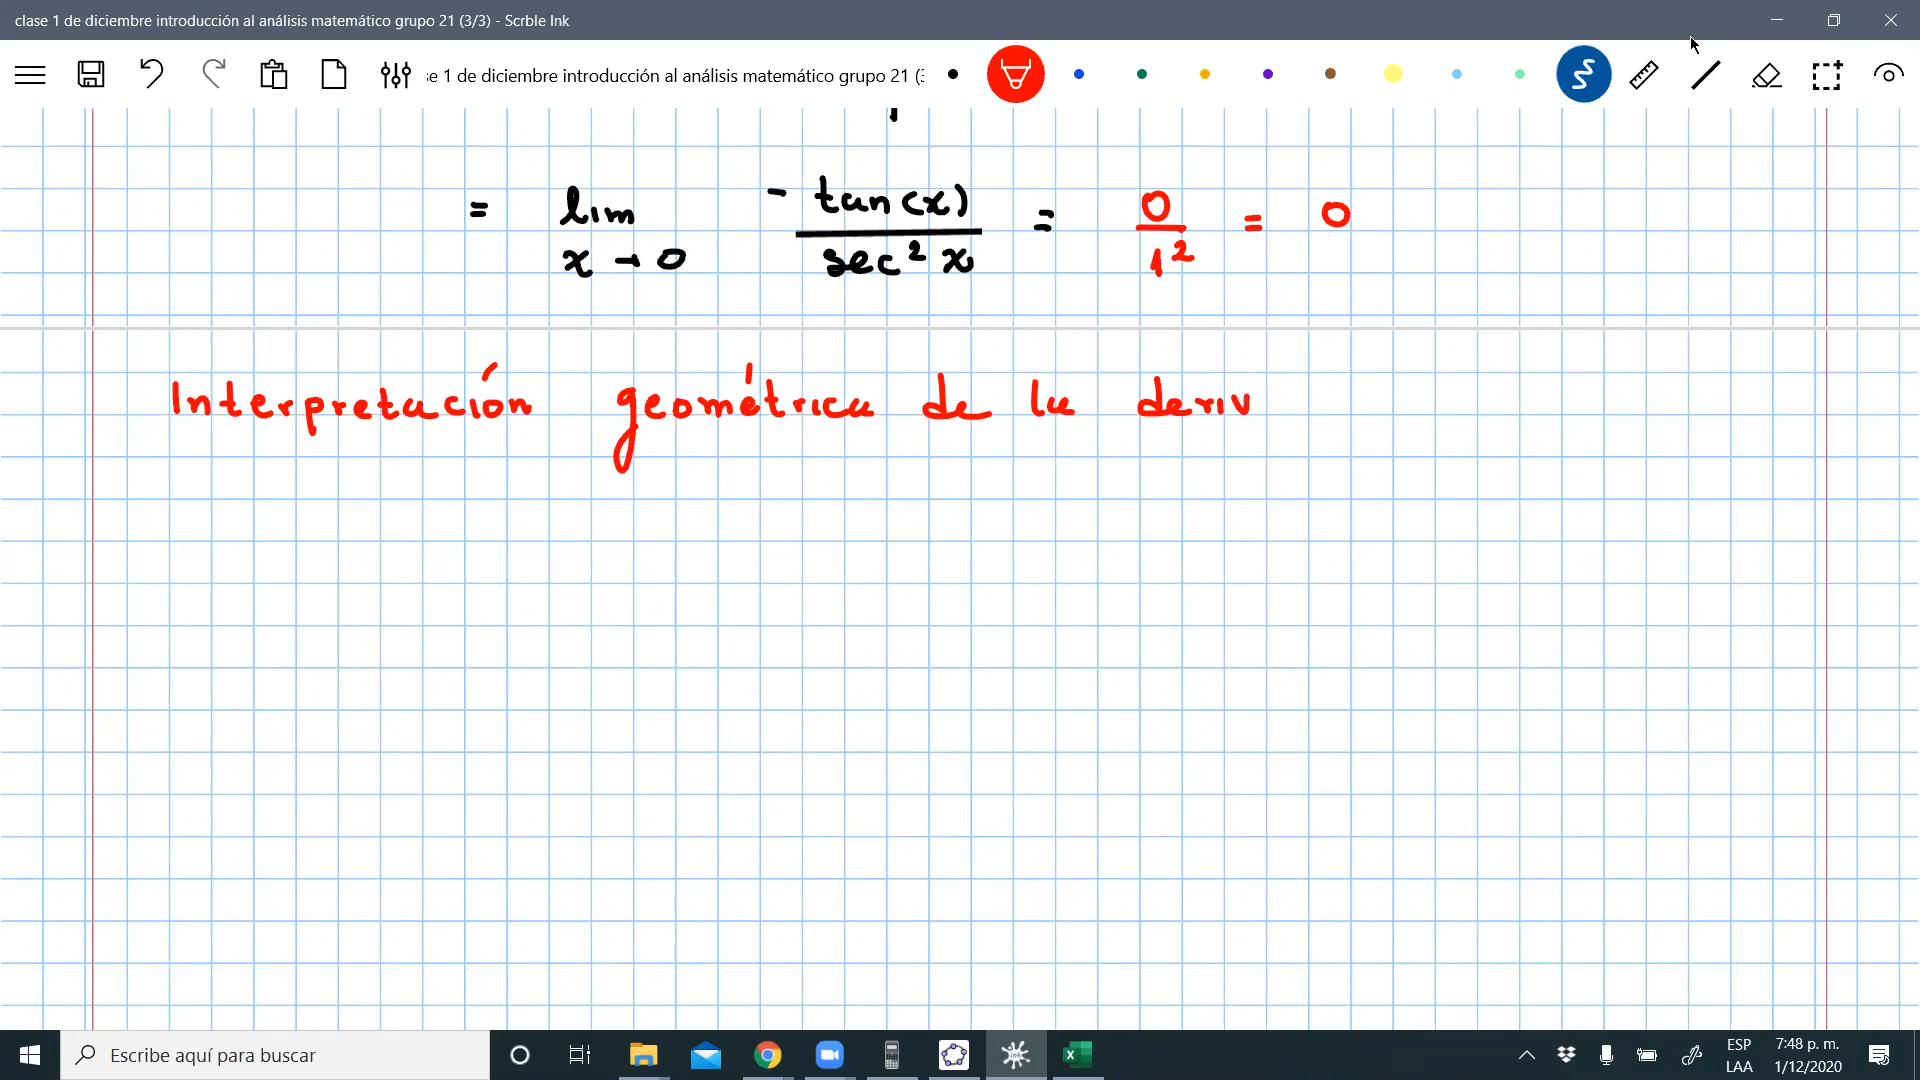 clase 1 de diciembre introducción al análisis matemático grupo 21 (3/3) - Scrble Ink
se 1 de diciembre introducción al análisis matemático grupo 21 (3
= lim - tan(x) / sec² x = 0 / 1² = 0
x → 0
Interpretación geométrica de la deriv
Escribe aquí para buscar
ESP
LAA
7:48 p. m.
1/12/2020